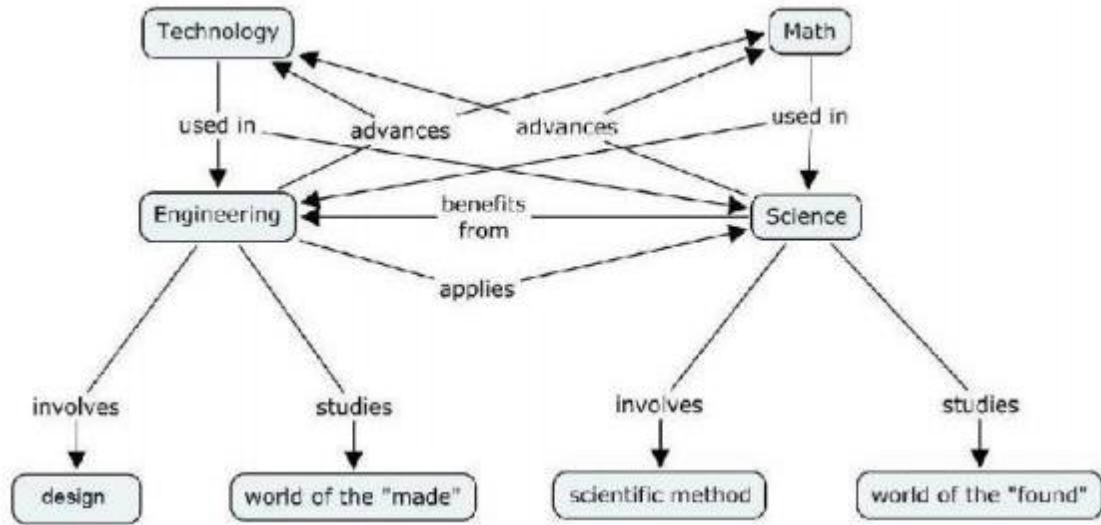 Technology
Math
used in
advances
advances
used in
Engineering
benefits
from
Science
applies
involves
studies
involves
studies
design
world of the "made"
scientific method
world of the "found"